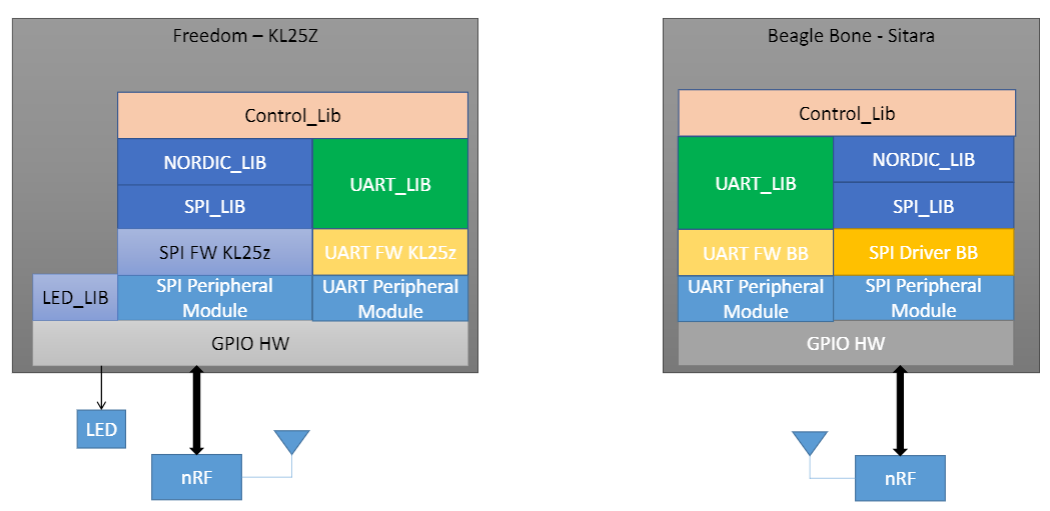 Freedom – KL25Z
Control_Lib
NORDIC_LIB
UART_LIB
SPI_LIB
SPI FW KL25z
UART FW KL25z
LED_LIB
SPI Peripheral
Module
UART Peripheral
Module
GPIO HW
LED
nRF
Beagle Bone - Sitara
Control_Lib
UART_LIB
NORDIC_LIB
SPI_LIB
UART FW BB
SPI Driver BB
UART Peripheral
Module
SPI Peripheral
Module
GPIO HW
nRF